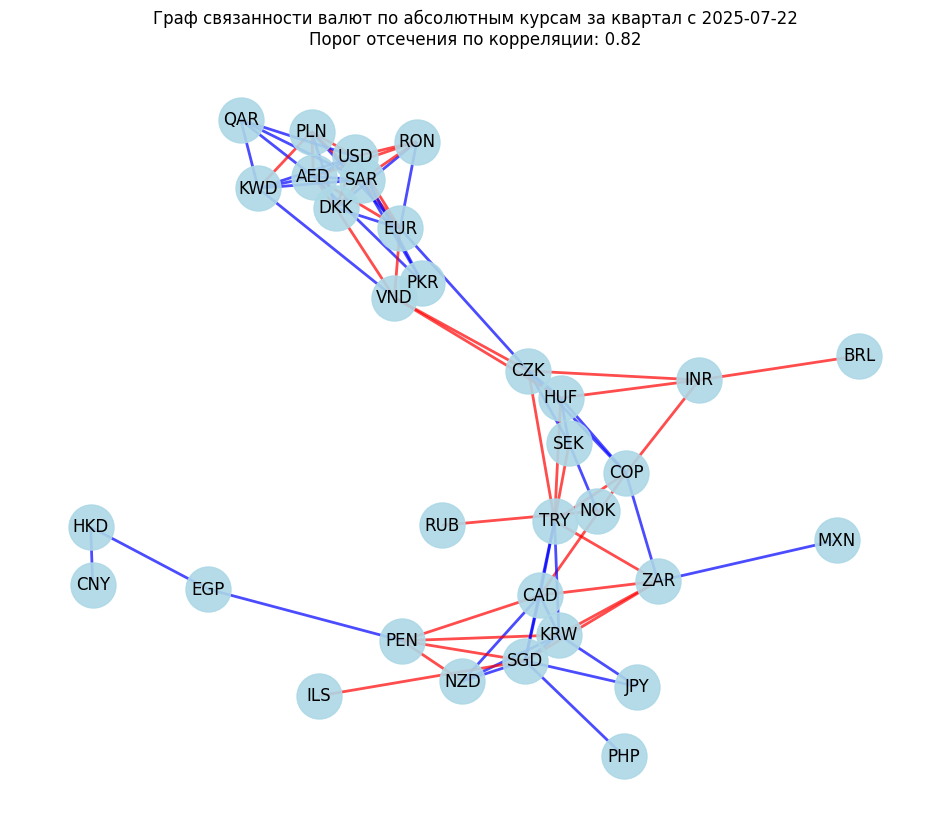 Граф связанности валют по абсолютным курсам за квартал с 2025-07-22
Порог отсечения по корреляции: 0.82
QAR
PLN
RON
USD
AED
SAR
KWD
DKK
EUR
PKR
VND
BRL
CZK
INR
HUF
SEK
COP
NOK
TRY
RUB
HKD
MXN
CNY
EGP
ZAR
CAD
KRW
PEN
SGD
NZD
JPY
ILS
PHP